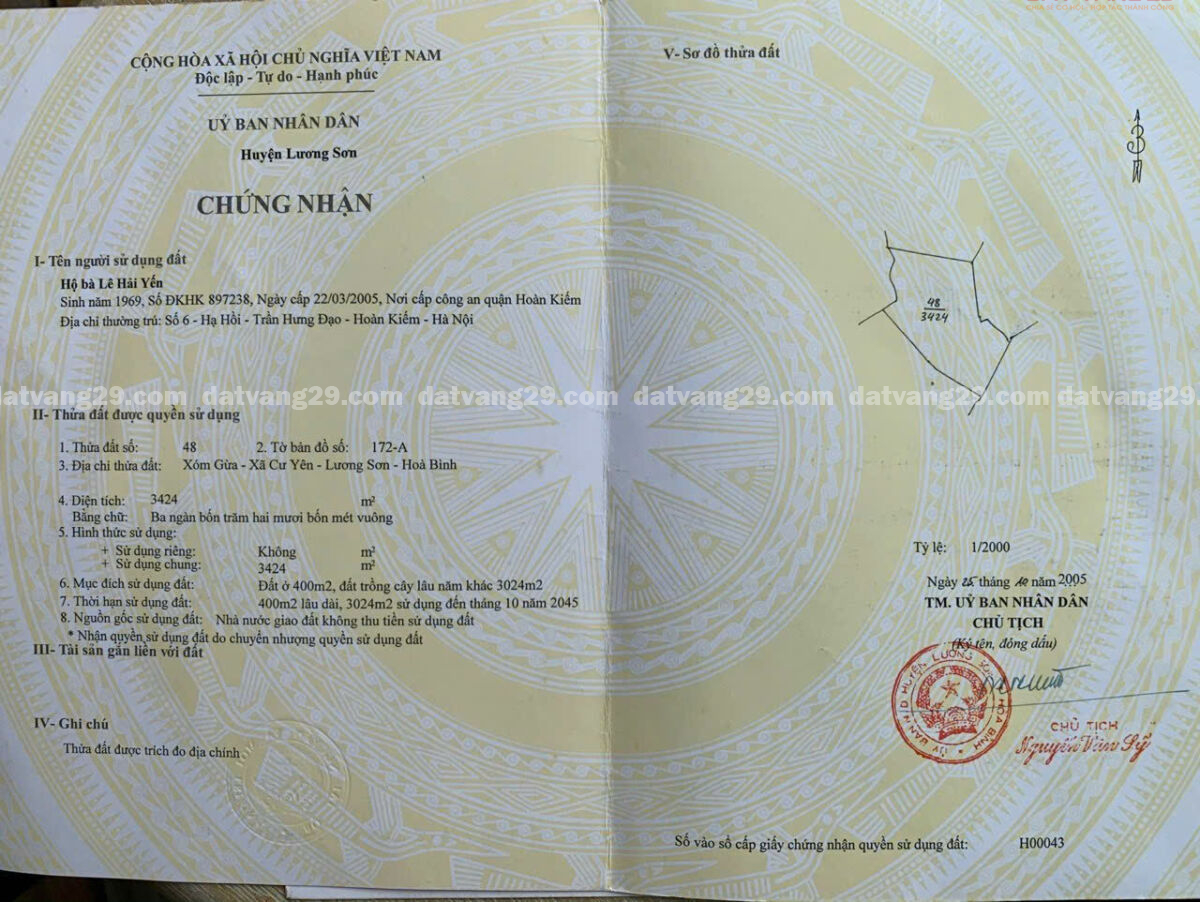 CỘNG HÒA XÃ HỘI CHỦ NGHĨA VIỆT NAM
Độc lập - Tự do - Hạnh phúc
UỶ BAN NHÂN DÂN
Huyện Lương Sơn
CHỨNG NHẬN
I- Tên người sử dụng đất
Hộ bà Lê Hải Yến
Sinh năm 1969, Số ĐKHK 897238, Ngày cấp 22/03/2005, Nơi cấp công an quận Hoàn Kiếm
Địa chỉ thường trú: Số 6 - Hạ Hồi - Trần Hưng Đạo - Hoàn Kiếm - Hà Nội
datvang29.com datvang29.com datvang29.com datvang29.com datvang29.com datvang29.com
II- Thửa đất được quyền sử dụng
1. Thửa đất số: 48 2. Tờ bản đồ số: 172-A
3. Địa chỉ thửa đất: Xóm Gừa - Xã Cư Yên - Lương Sơn - Hoà Bình
4. Diện tích: 3424 m²
Bằng chữ: Ba ngàn bốn trăm hai mươi bốn mét vuông
5. Hình thức sử dụng:
+ Sử dụng riêng: Không m²
+ Sử dụng chung: 3424 m²
6. Mục đích sử dụng đất: Đất ở 400m2, đất trồng cây lâu năm khác 3024m2
7. Thời hạn sử dụng đất: 400m2 lâu dài, 3024m2 sử dụng đến tháng 10 năm 2045
8. Nguồn gốc sử dụng đất: Nhà nước giao đất không thu tiền sử dụng đất
* Nhận quyền sử dụng đất do chuyển nhượng quyền sử dụng đất
III- Tài sản gắn liền với đất
IV- Ghi chú
Thửa đất được trích đo địa chính
V- Sơ đồ thửa đất
48
3424
Tỷ lệ: 1/2000
Ngày 25 tháng 10 năm 2005
TM. UỶ BAN NHÂN DÂN
CHỦ TỊCH
(Ký tên, đóng dấu)
CHỦ TỊCH
Nguyễn Văn Sỹ
Số vào sổ cấp giấy chứng nhận quyền sử dụng đất: H00043